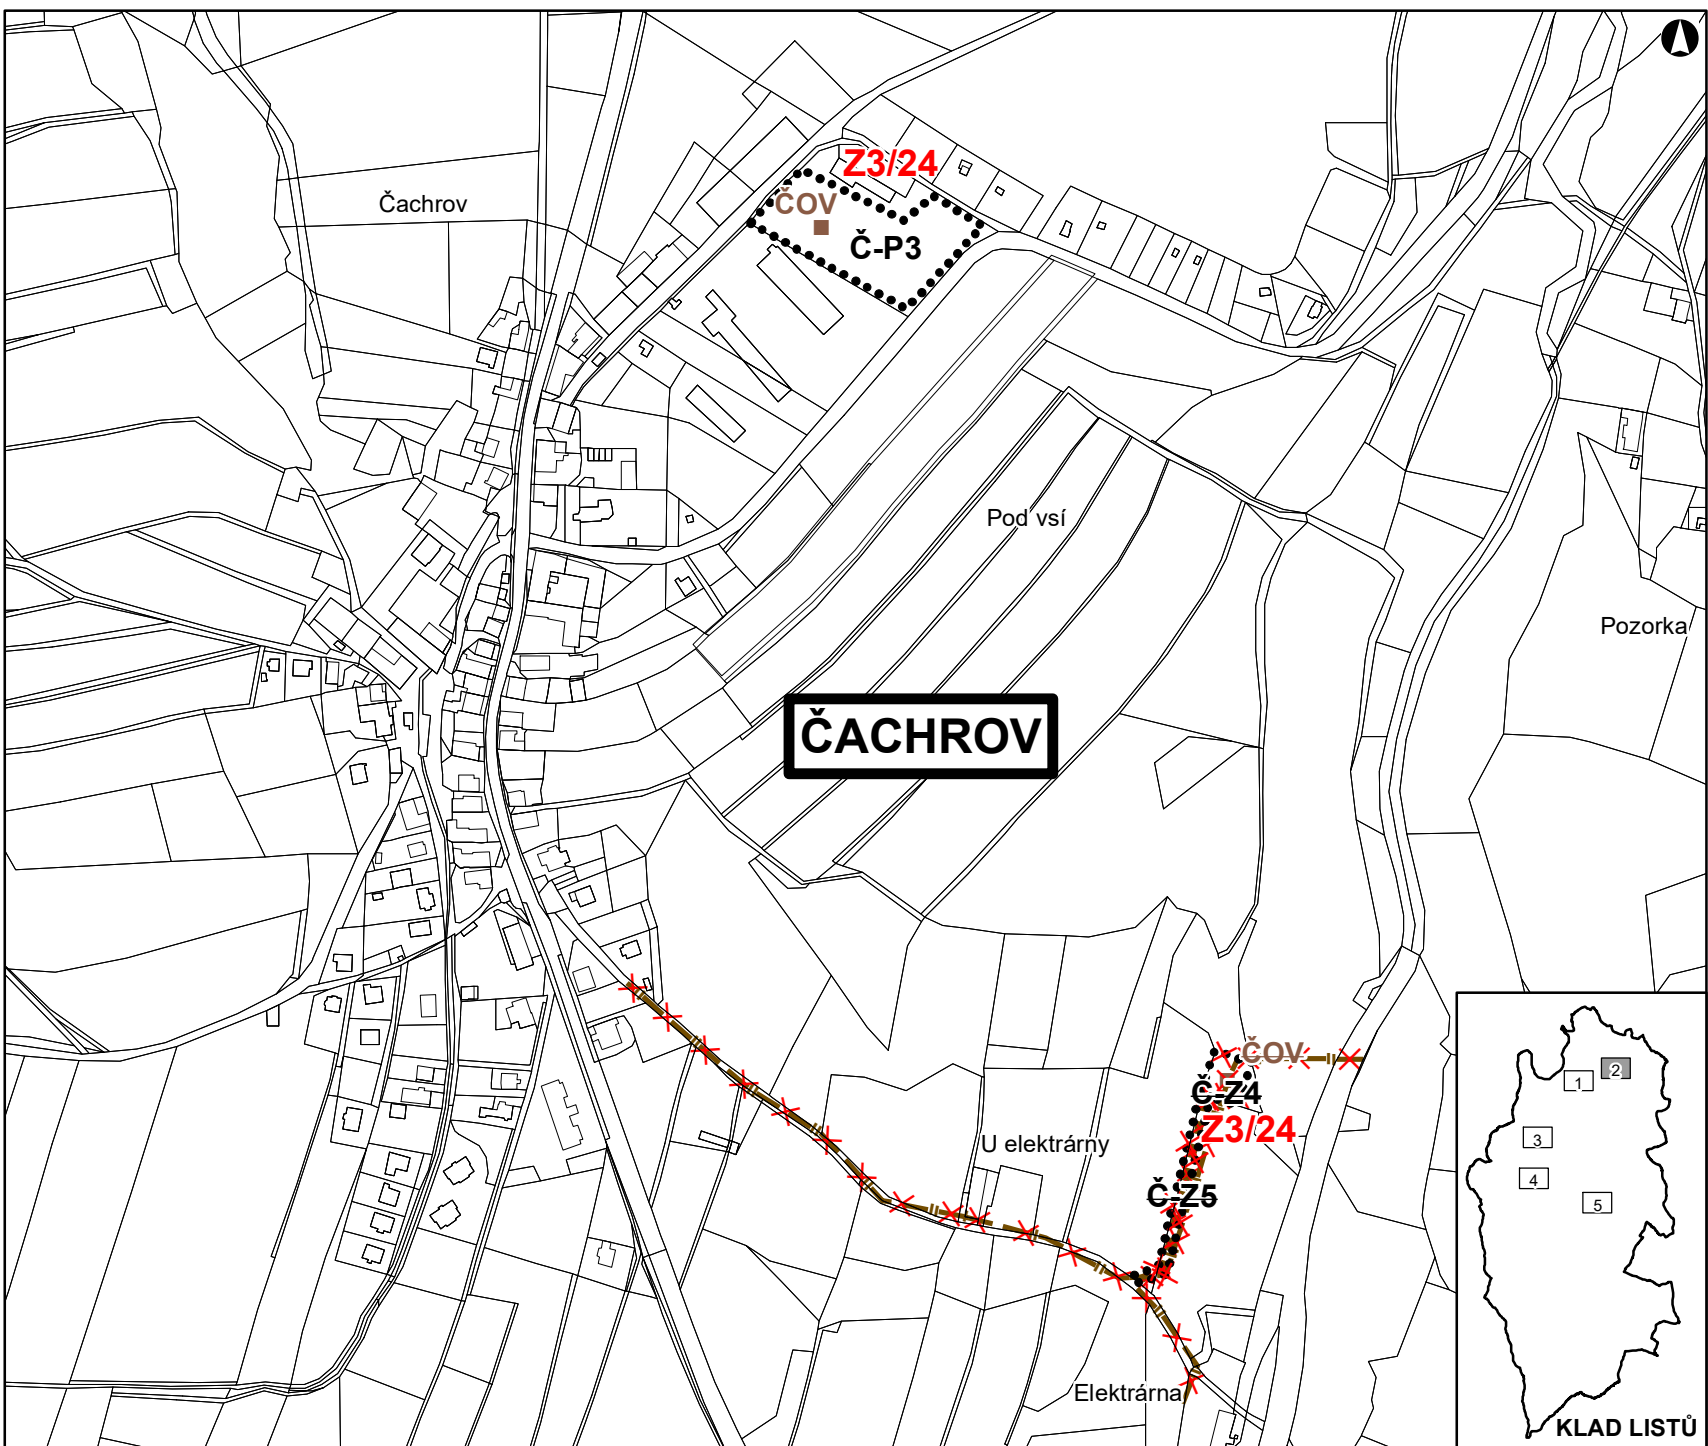 Z3/24
Čachrov
ČOV
Č-P3
Pod vsí
Pozorka
ČACHROV
ČOV
Č-Z4
Z3/24
U elektrárny
Č-Z5
Elektrárna
1
2
3
4
5
KLAD LISTŮ